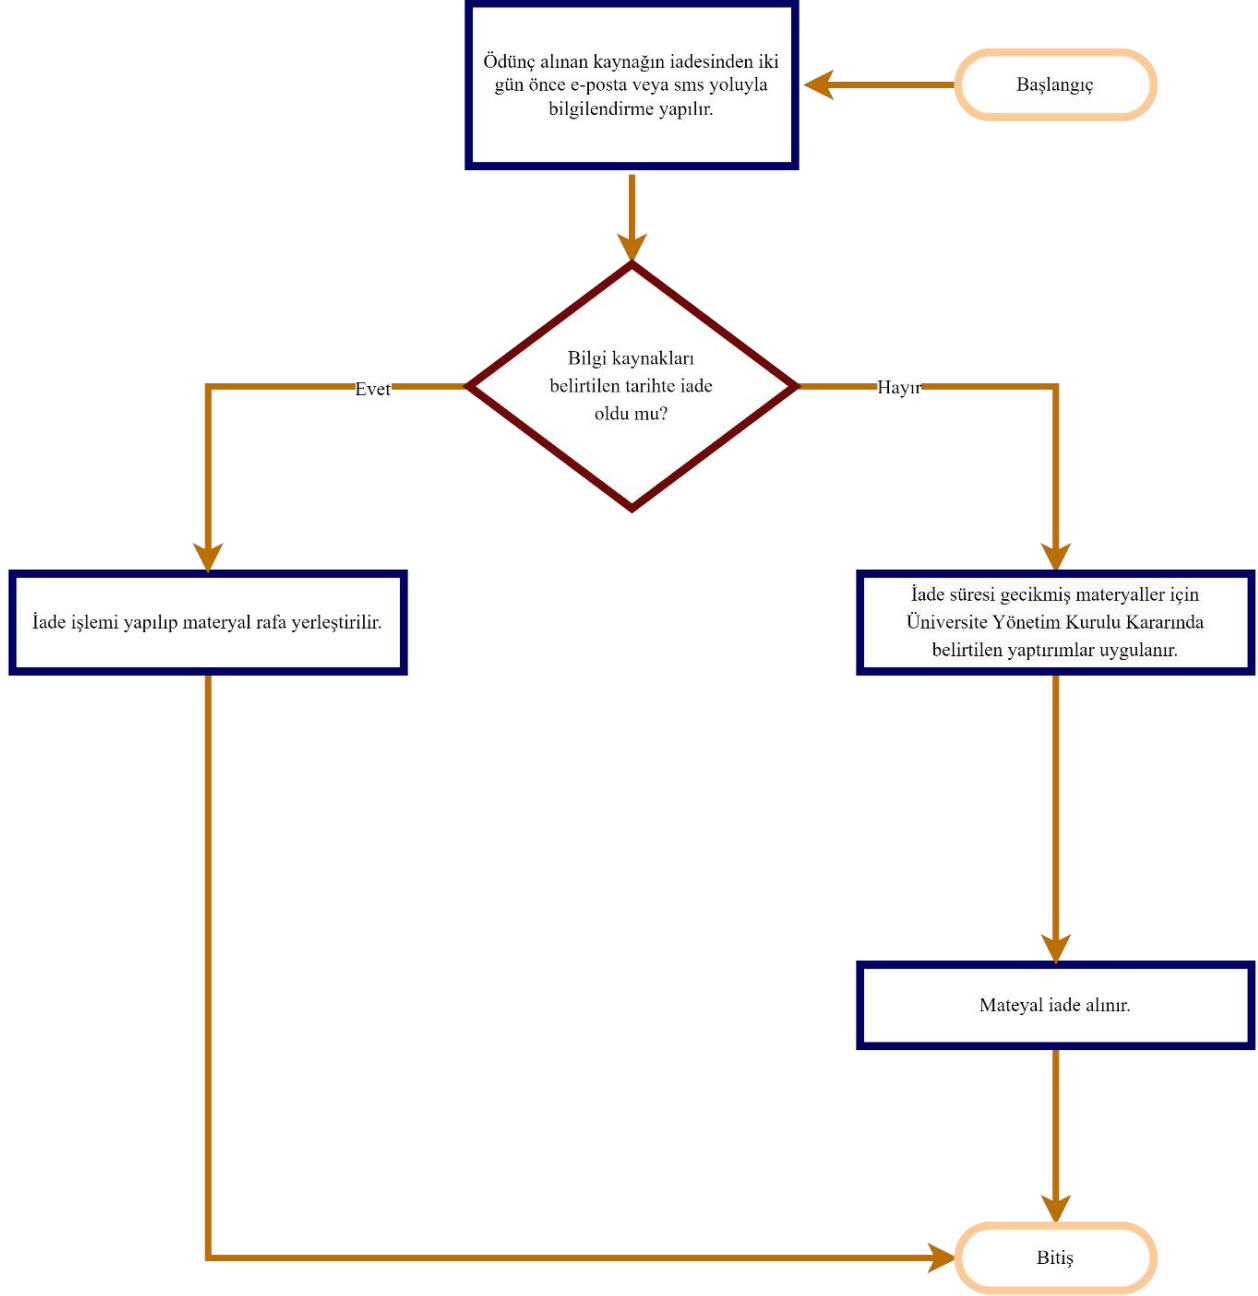 Ödünç alınan kaynağın iadesinden iki
gün önce e-posta veya sms yoluyla
bilgilendirme yapılır.
Başlangıç
Bilgi kaynakları
belirtilen tarihte iade
oldu mu?
Evet
Hayır
İade işlemi yapılıp materyal rafa yerleştirilir.
İade süresi gecikmiş materyaller için
Üniversite Yönetim Kurulu Kararında
belirtilen yaptırımlar uygulanır.
Mateyal iade alınır.
Bitiş